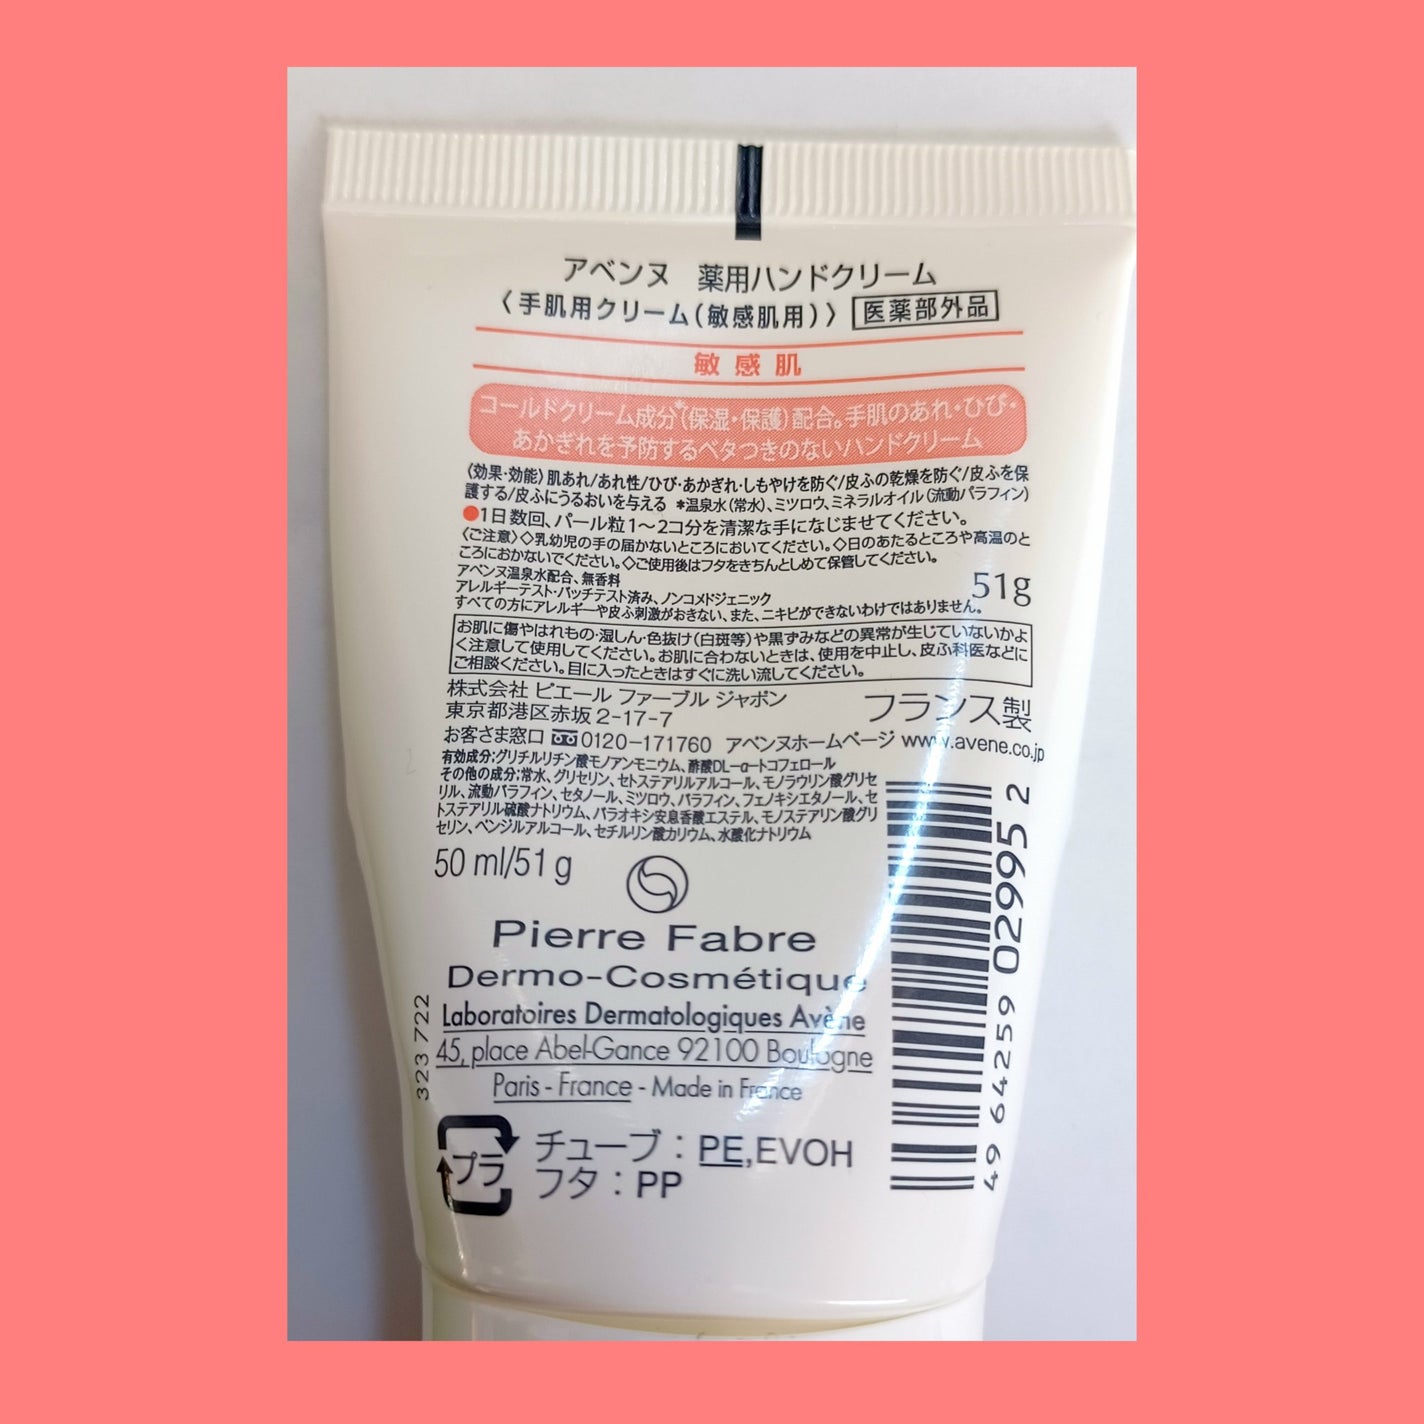 アベンヌ 薬用ハンドクリーム
〈手肌用クリーム(敏感肌用)〉 医薬部外品
敏感肌
コールドクリーム成分*(保湿・保護)配合。手肌のあれ・ひび・
あかぎれを予防するベタつきのないハンドクリーム
〈効果・効能〉肌あれ/あれ性/ひび・あかぎれ・しもやけを防ぐ/皮ふの乾燥を防ぐ/皮ふを保
護する/皮ふにうるおいを与える *温泉水(常水)、ミツロウ、ミネラルオイル(流動パラフィン)
●1日数回、パール粒1〜2コ分を清潔な手になじませてください。
〈ご注意〉◇乳幼児の手の届かないところにおいてください。◇日のあたるところや高温のと
ころにおかないでください。◇ご使用後はフタをきちんとしめて保管してください。
アベンヌ温泉水配合、無香料
アレルギーテスト・パッチテスト済み、ノンコメドジェニック
すべての方にアレルギーや皮ふ刺激がおきない、また、ニキビができないわけではありません。
51g
お肌に傷やはれもの・湿しん・色抜け(白斑等)や黒ずみなどの異常が生じていないかよ
く注意して使用してください。お肌に合わないときは、使用を中止し、皮ふ科医などに
ご相談ください。目に入ったときはすぐに洗い流してください。
株式会社 ピエール ファーブル ジャポン
東京都港区赤坂2-17-7
フランス製
お客さま窓口 0120-171760 アベンヌホームページ www.avene.co.jp
有効成分:グリチルリチン酸モノアンモニウム、酢酸DL-α-トコフェロール
その他の成分:常水、グリセリン、セトステアリルアルコール、モノラウリン酸グリセ
リル、流動パラフィン、セタノール、ミツロウ、パラフィン、フェノキシエタノール、セ
トステアリル硫酸ナトリウム、パラオキシ安息香酸エステル、モノステアリン酸グリ
セリン、ベンジルアルコール、セチルリン酸カリウム、水酸化ナトリウム
50 ml/51 g
Pierre Fabre
Dermo-Cosmétique
Laboratoires Dermatologiques Avène
45, place Abel-Gance 92100 Boulogne
Paris - France - Made in France
323 722
プラ
チューブ:PE,EVOH
フタ:PP
4964259 029952